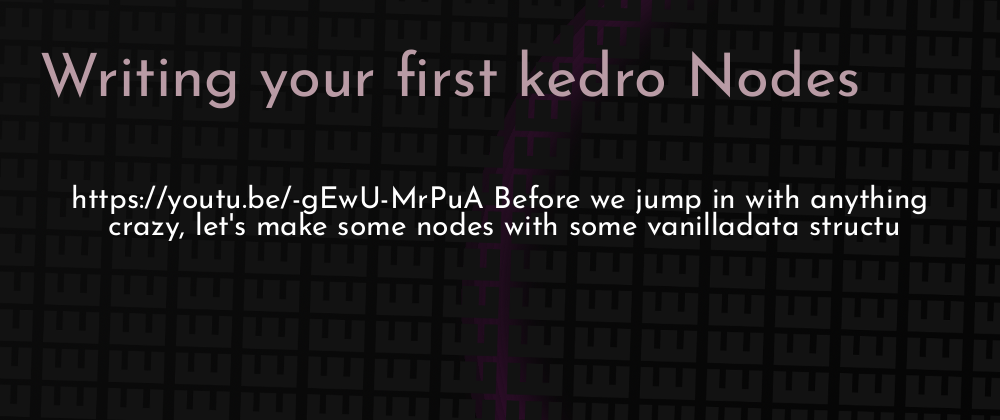 Writing your first kedro Nodes
https://youtu.be/-gEwU-MrPuA Before we jump in with anything
crazy, let's make some nodes with some vanilladata structu